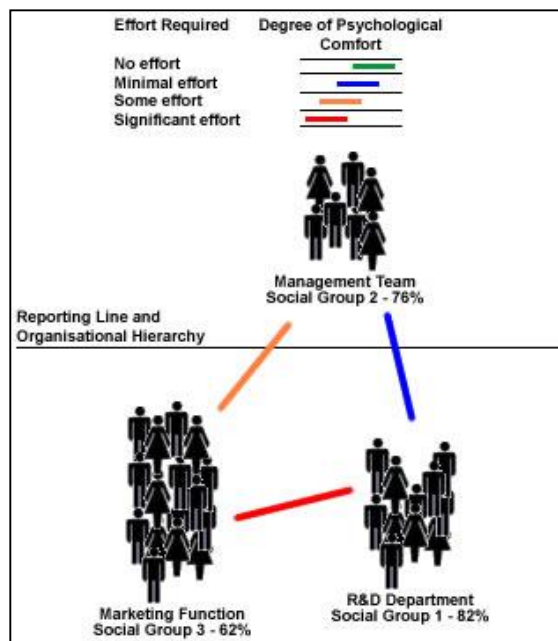 Effort Required
Degree of Psychological
Comfort
No effort
Minimal effort
Some effort
Significant effort
Management Team
Social Group 2 - 76%
Reporting Line and
Organisational Hierarchy
Marketing Function
Social Group 3 - 62%
R&D Department
Social Group 1 - 82%